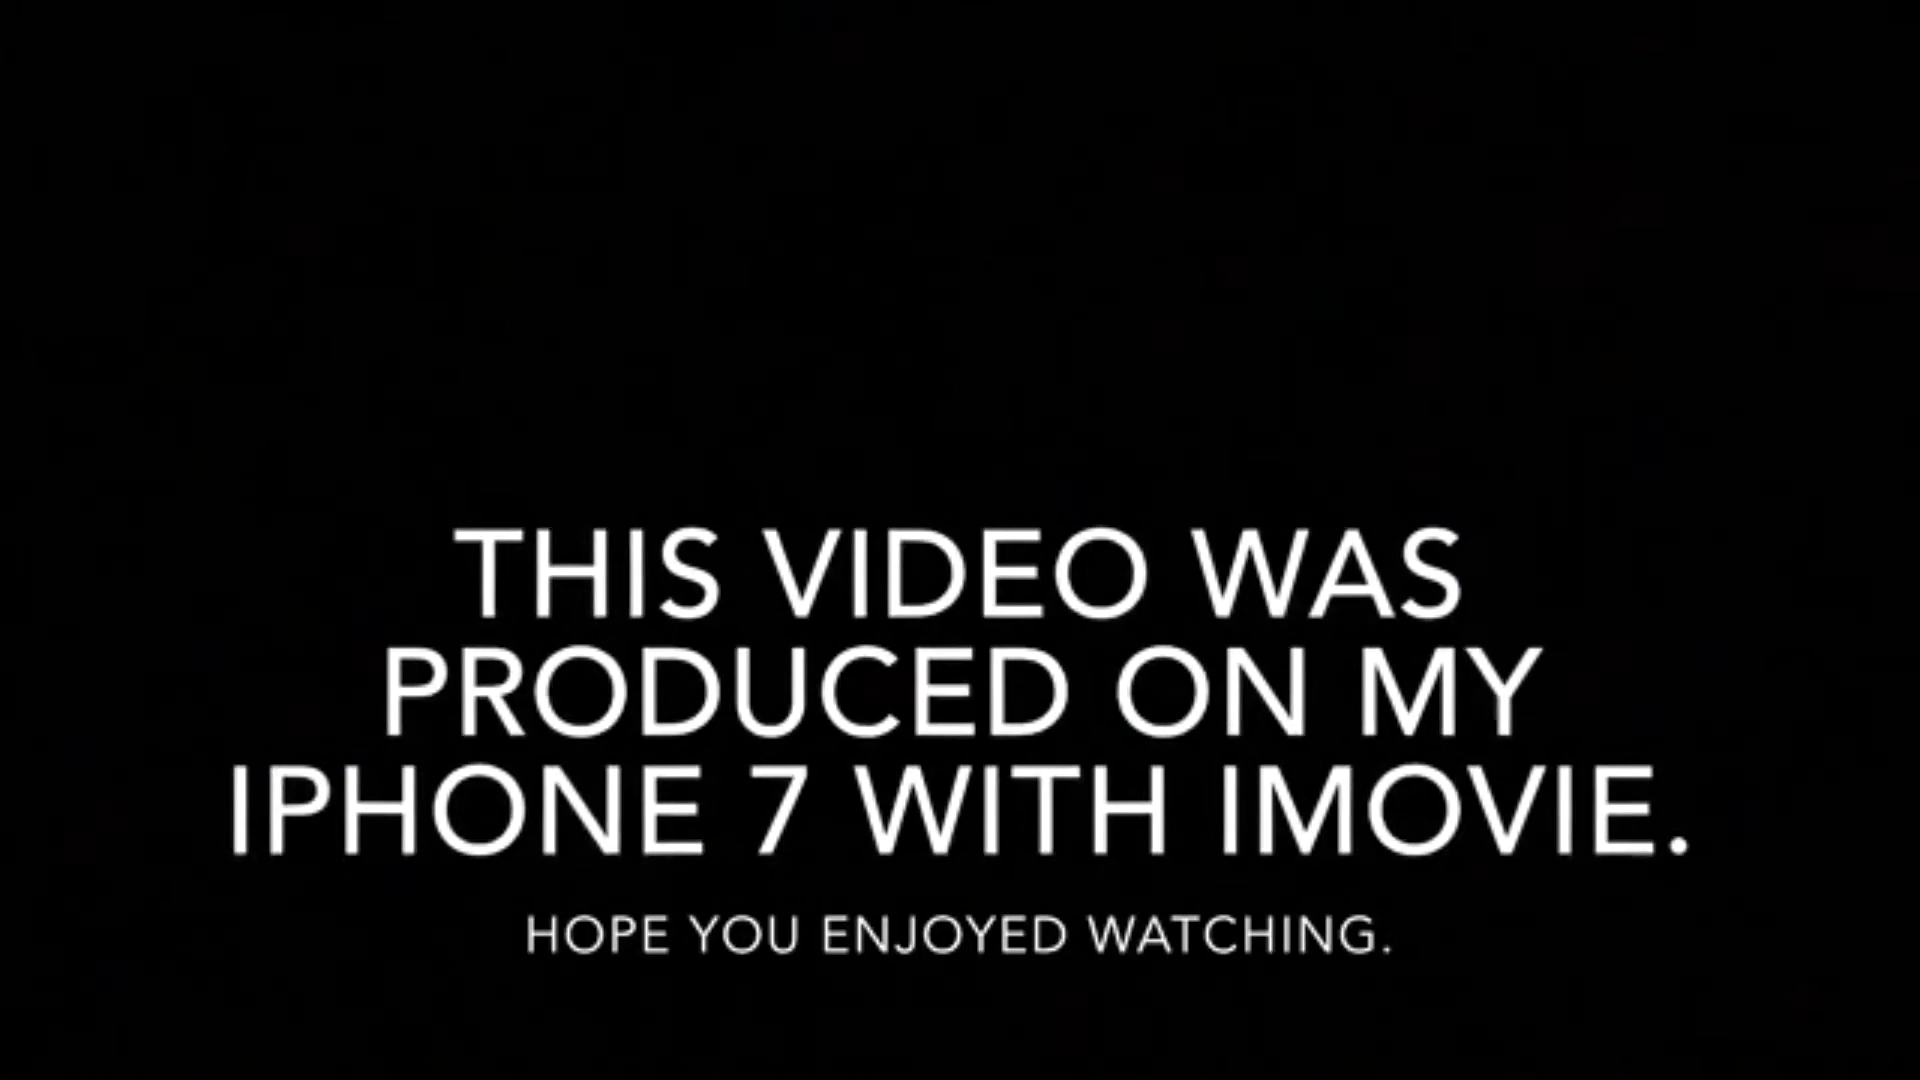 THIS VIDEO WAS
PRODUCED ON MY
IPHONE 7 WITH IMOVIE.
HOPE YOU ENJOYED WATCHING.